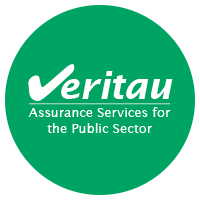 Veritau
Assurance Services for
the Public Sector